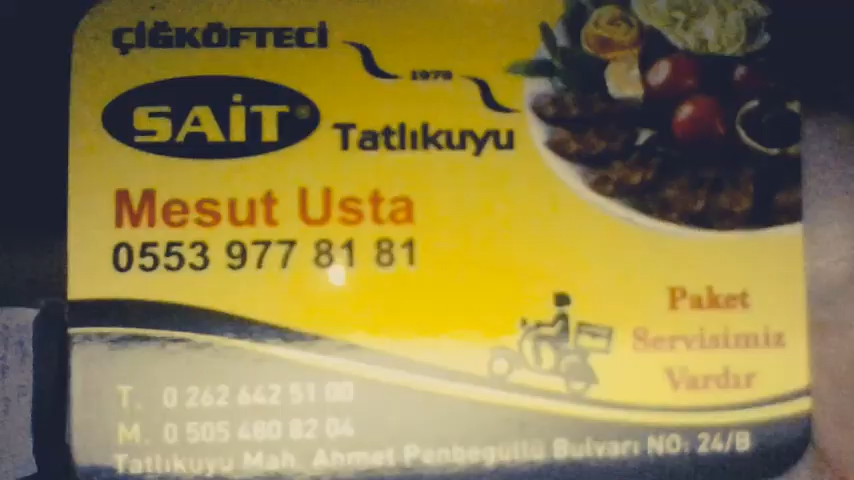 ÇİĞKÖFTECİ
1978
SAİT®
Tatlıkuyu
Mesut Usta
0553 977 81 81
Paket
Servisimiz
Vardır
T. 0 262 642 51 00
M. 0 505 480 82 04
Tatlıkuyu Mah. Ahmet Penbegüllü Bulvarı NO: 24/B